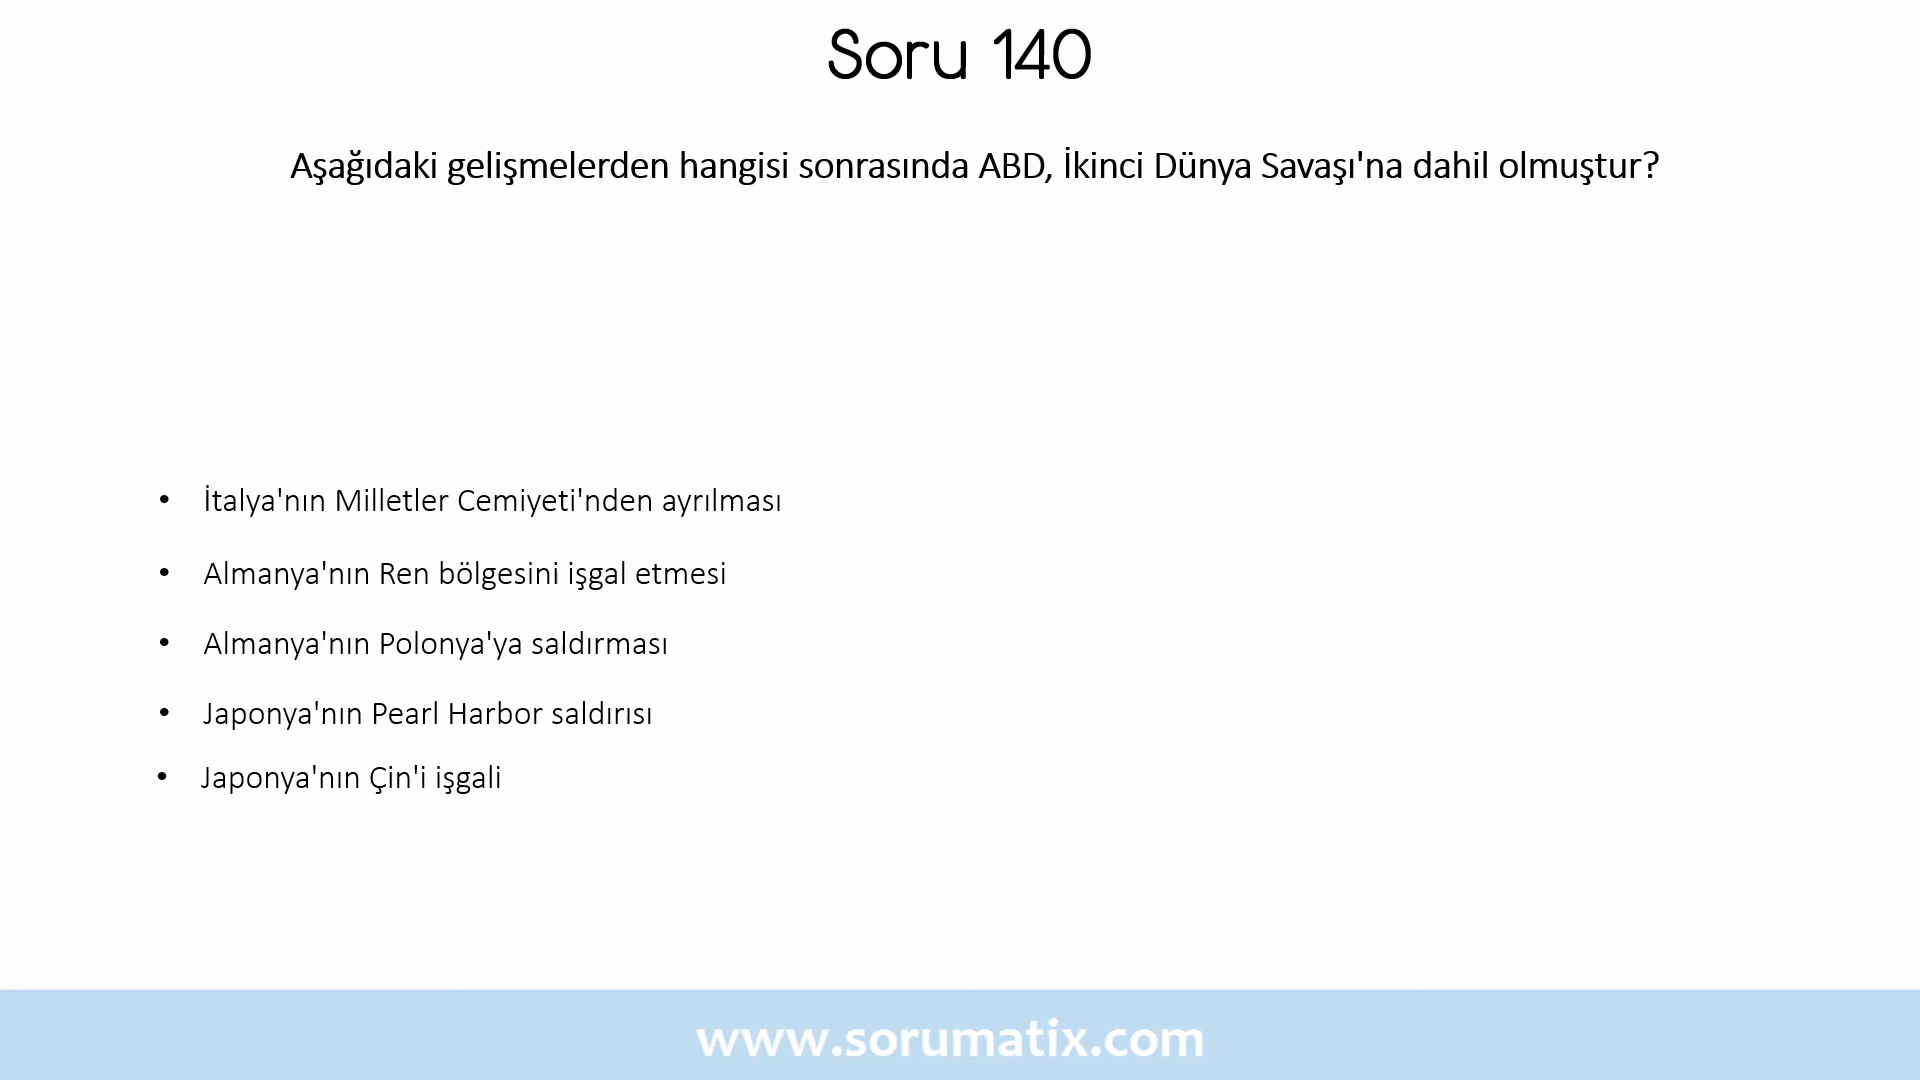 Soru 140
Aşağıdaki gelişmelerden hangisi sonrasında ABD, İkinci Dünya Savaşı'na dahil olmuştur?
• İtalya'nın Milletler Cemiyeti'nden ayrılması
• Almanya'nın Ren bölgesini işgal etmesi
• Almanya'nın Polonya'ya saldırması
• Japonya'nın Pearl Harbor saldırısı
• Japonya'nın Çin'i işgali
www.sorumatix.com